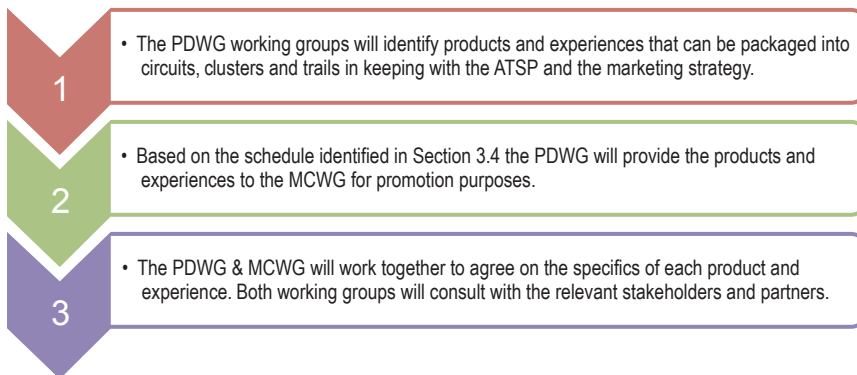 1
• The PDWG working groups will identify products and experiences that can be packaged into
circuits, clusters and trails in keeping with the ATSP and the marketing strategy.
2
• Based on the schedule identified in Section 3.4 the PDWG will provide the products and
experiences to the MCWG for promotion purposes.
3
• The PDWG & MCWG will work together to agree on the specifics of each product and
experience. Both working groups will consult with the relevant stakeholders and partners.